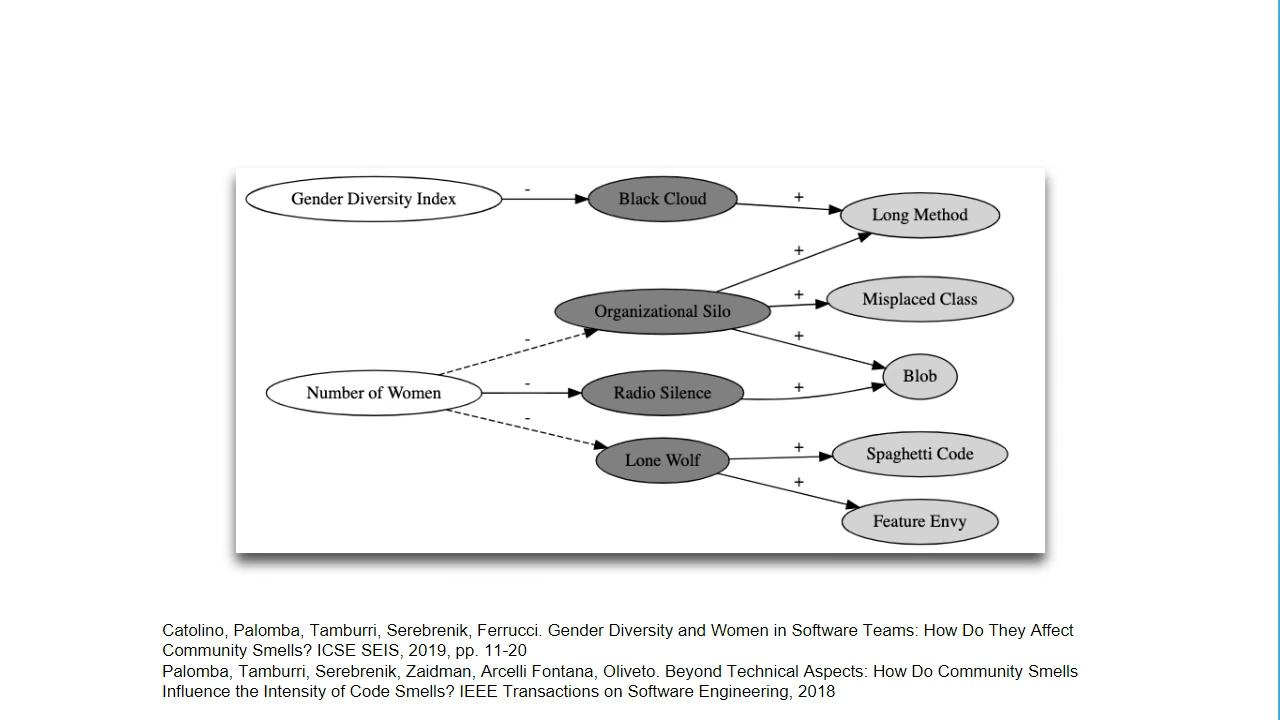 Gender Diversity Index
-
Black Cloud
+
Long Method
+
Organizational Silo
+
Misplaced Class
-
+
Blob
Number of Women
-
Radio Silence
+
-
Lone Wolf
+
Spaghetti Code
+
Feature Envy
Catolino, Palomba, Tamburri, Serebrenik, Ferrucci. Gender Diversity and Women in Software Teams: How Do They Affect
Community Smells? ICSE SEIS, 2019, pp. 11-20
Palomba, Tamburri, Serebrenik, Zaidman, Arcelli Fontana, Oliveto. Beyond Technical Aspects: How Do Community Smells
Influence the Intensity of Code Smells? IEEE Transactions on Software Engineering, 2018